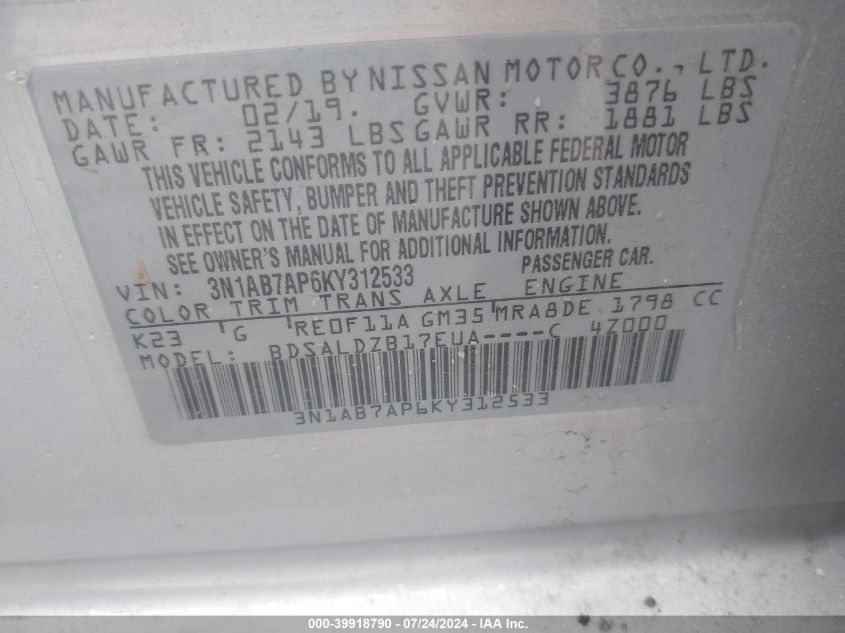 MANUFACTURED BY NISSAN MOTOR CO., LTD.
DATE: 02/19. GVWR: 3876 LBS
GAWR FR: 2143 LBS GAWR RR: 1881 LBS
THIS VEHICLE CONFORMS TO ALL APPLICABLE FEDERAL MOTOR
VEHICLE SAFETY, BUMPER AND THEFT PREVENTION STANDARDS
IN EFFECT ON THE DATE OF MANUFACTURE SHOWN ABOVE.
SEE OWNER'S MANUAL FOR ADDITIONAL INFORMATION.
VIN: 3N1AB7AP6KY312533 PASSENGER CAR.
COLOR TRIM TRANS AXLE ENGINE
K23 G RE0F11A GM35 MRA8DE 1798 CC
MODEL: BDSALDZB17EUA----C 47000
3N1AB7AP6KY312533
000-39918790 - 07/24/2024 - IAA Inc.